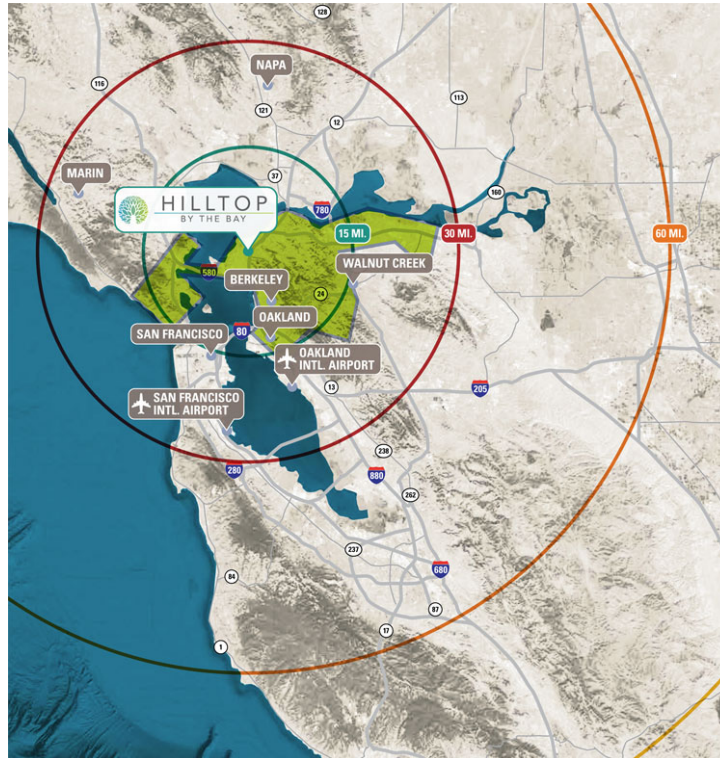 128
NAPA
116
121
113
12
37
MARIN
160
HILLTOP
BY THE BAY
780
15 MI.
30 MI.
60 MI.
580
WALNUT CREEK
BERKELEY
24
OAKLAND
80
SAN FRANCISCO
OAKLAND
INTL. AIRPORT
13
205
SAN FRANCISCO
INTL. AIRPORT
238
280
880
262
237
680
84
87
17
1